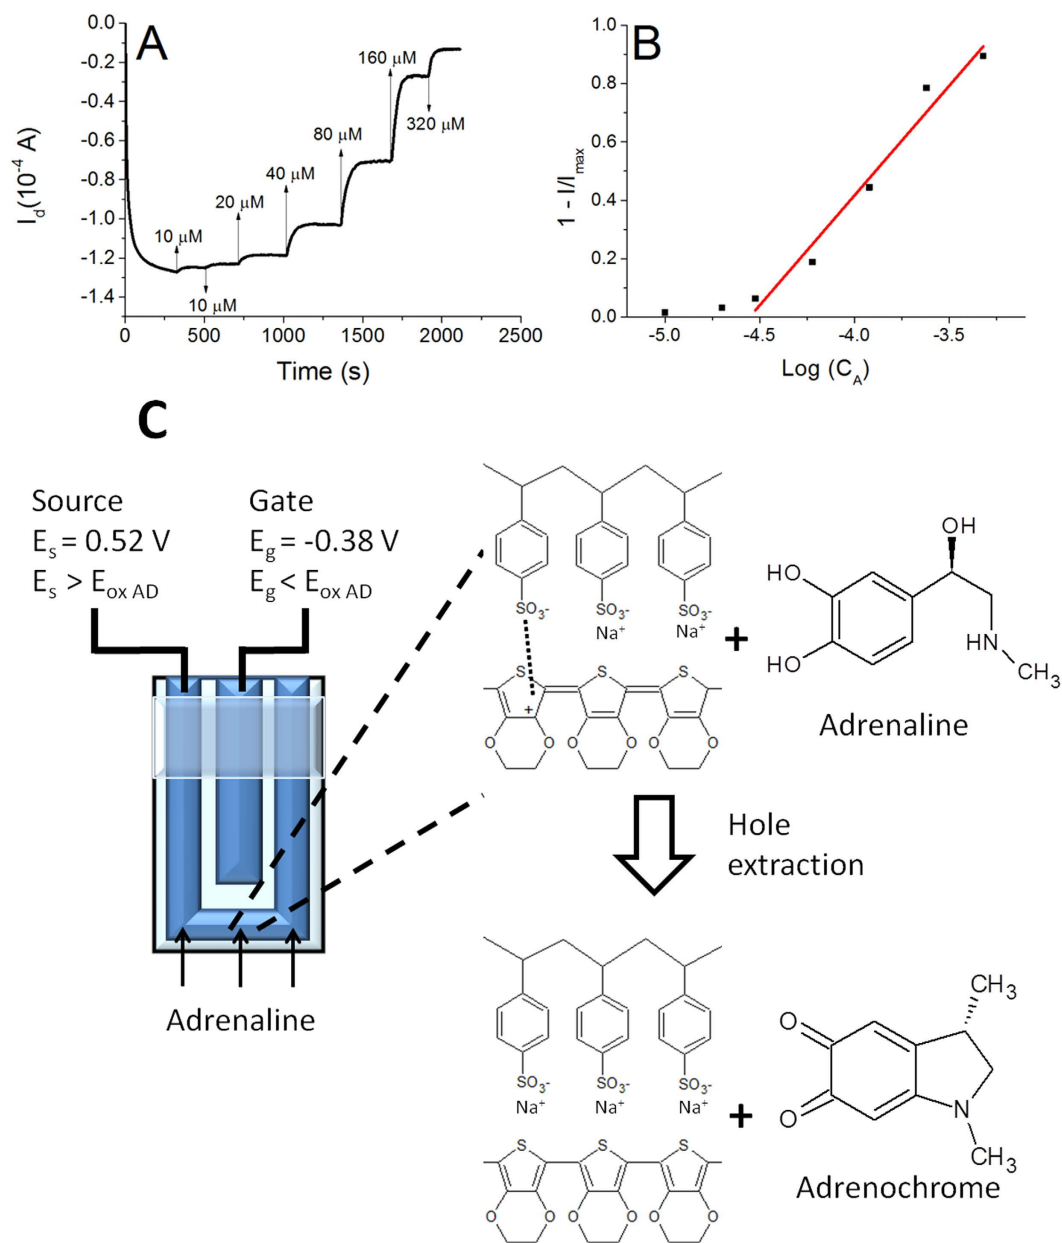 A
I_d(10⁻⁴ A)
0.0
-0.2
-0.4
-0.6
-0.8
-1.0
-1.2
-1.4
0
500
1000
1500
2000
2500
Time (s)
10 µM
10 µM
20 µM
40 µM
80 µM
160 µM
320 µM
B
1 - I/I_max
0.0
0.2
0.4
0.6
0.8
1.0
-5.0
-4.5
-4.0
-3.5
Log (C_A)
C
Source
E_s = 0.52 V
E_s > E_ox AD
Gate
E_g = -0.38 V
E_g < E_ox AD
Adrenaline
SO₃⁻
SO₃⁻
SO₃⁻
Na⁺
Na⁺
S
S
S
+
O
O
O
O
O
O
+
OH
HO
HO
HN
CH₃
Adrenaline
Hole
extraction
SO₃⁻
SO₃⁻
SO₃⁻
Na⁺
Na⁺
Na⁺
S
S
S
O
O
O
O
O
O
+
CH₃
O
O
N
CH₃
Adrenochrome